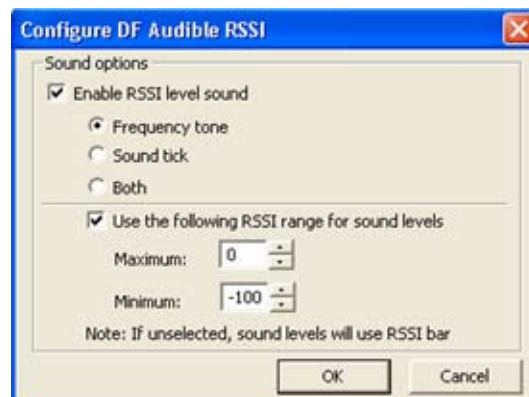 Configure DF Audible RSSI
Sound options
Enable RSSI level sound
Frequency tone
Sound tick
Both
Use the following RSSI range for sound levels
Maximum: 0
Minimum: -100
Note: If unselected, sound levels will use RSSI bar
OK Cancel